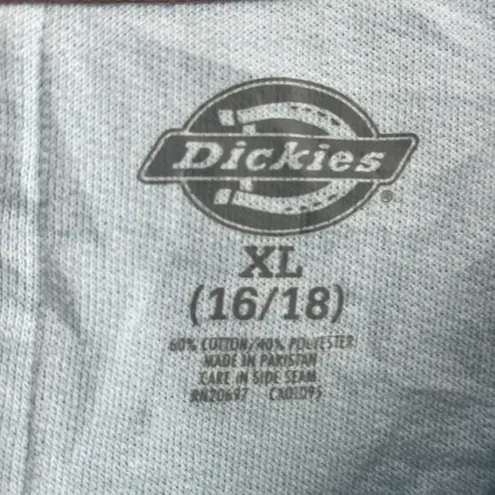 Dickies®
XL
(16/18)
60% COTTON/40% POLYESTER
MADE IN PAKISTAN
CARE IN SIDE SEAM
RN20697 CA01095